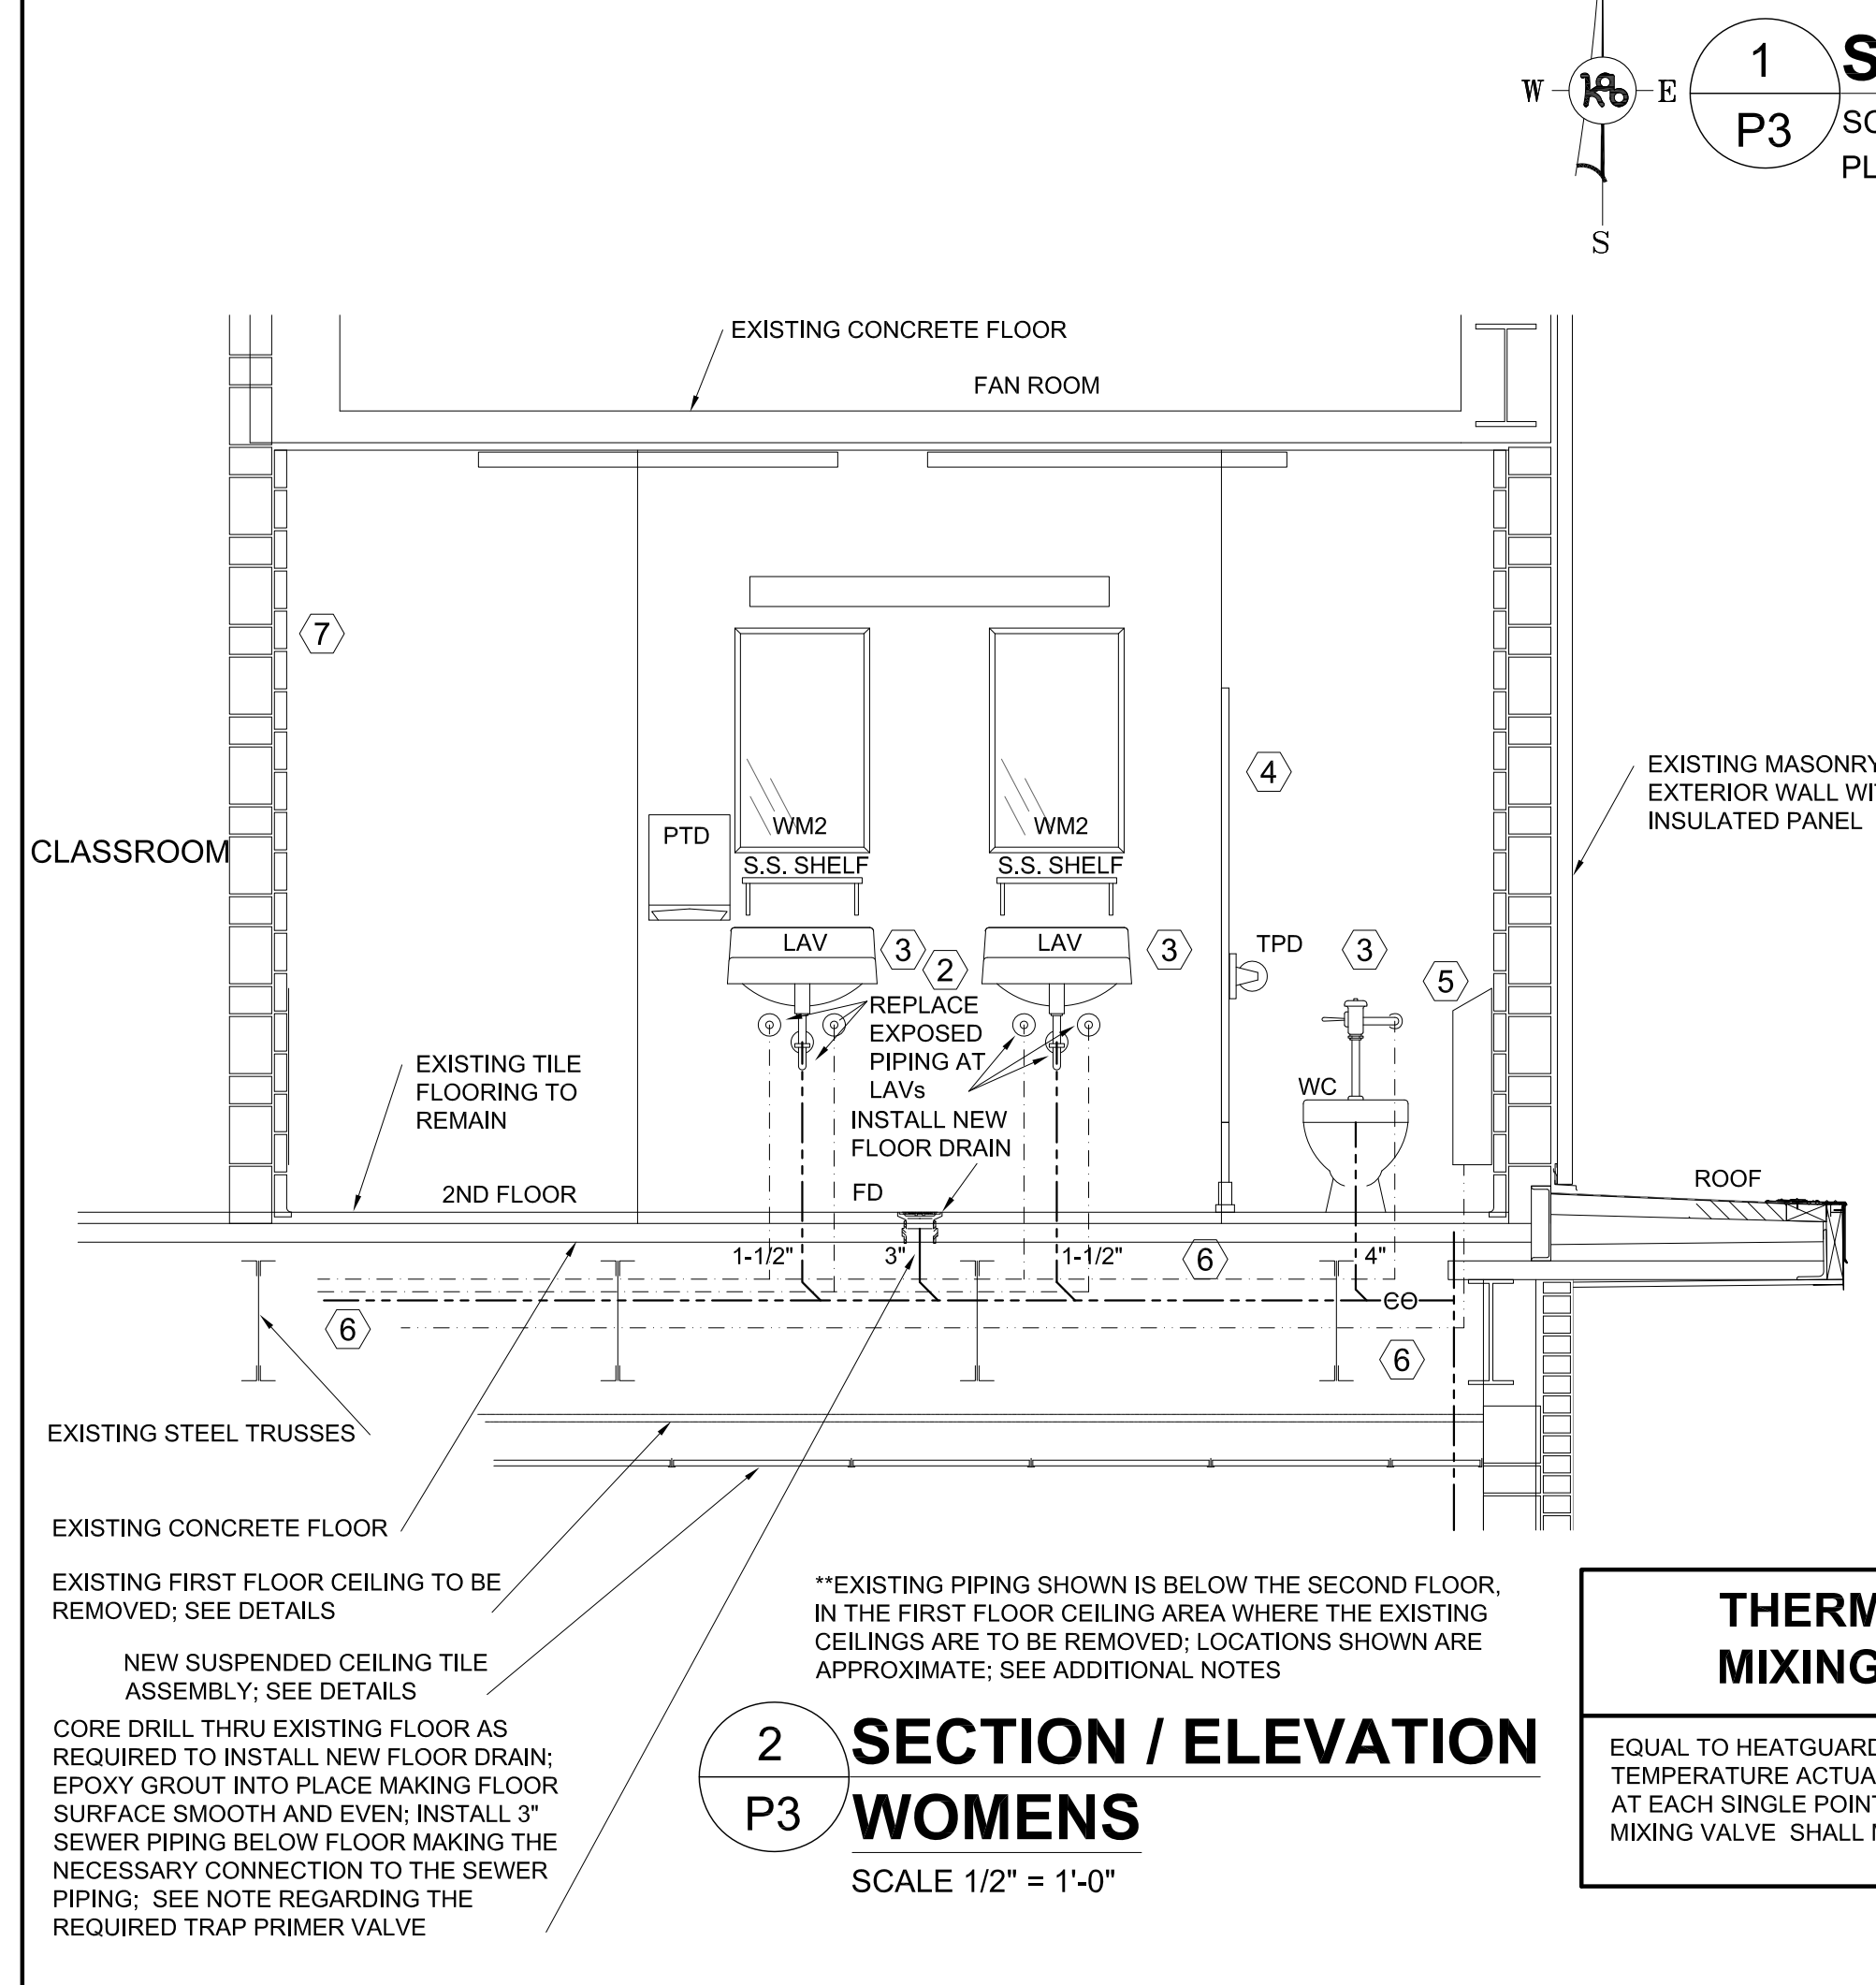 W
E
S
1
P3
S
SC
PL
EXISTING CONCRETE FLOOR
FAN ROOM
7
4
EXISTING MASONRY
EXTERIOR WALL WIT
INSULATED PANEL
CLASSROOM
PTD
WM2
WM2
S.S. SHELF
S.S. SHELF
LAV
3
2
LAV
3
TPD
3
5
REPLACE
EXPOSED
PIPING AT
LAVs
EXISTING TILE
FLOORING TO
REMAIN
WC
INSTALL NEW
FLOOR DRAIN
2ND FLOOR
FD
ROOF
1-1/2"
3"
1-1/2"
6
4"
CO
6
6
EXISTING STEEL TRUSSES
EXISTING CONCRETE FLOOR
EXISTING FIRST FLOOR CEILING TO BE
REMOVED; SEE DETAILS
NEW SUSPENDED CEILING TILE
ASSEMBLY; SEE DETAILS
CORE DRILL THRU EXISTING FLOOR AS
REQUIRED TO INSTALL NEW FLOOR DRAIN;
EPOXY GROUT INTO PLACE MAKING FLOOR
SURFACE SMOOTH AND EVEN; INSTALL 3"
SEWER PIPING BELOW FLOOR MAKING THE
NECESSARY CONNECTION TO THE SEWER
PIPING; SEE NOTE REGARDING THE
REQUIRED TRAP PRIMER VALVE
**EXISTING PIPING SHOWN IS BELOW THE SECOND FLOOR,
IN THE FIRST FLOOR CEILING AREA WHERE THE EXISTING
CEILINGS ARE TO BE REMOVED; LOCATIONS SHOWN ARE
APPROXIMATE; SEE ADDITIONAL NOTES
2
P3
SECTION / ELEVATION
WOMENS
SCALE 1/2" = 1'-0"
THERM
MIXING
EQUAL TO HEATGUARD
TEMPERATURE ACTUA
AT EACH SINGLE POINT
MIXING VALVE SHALL